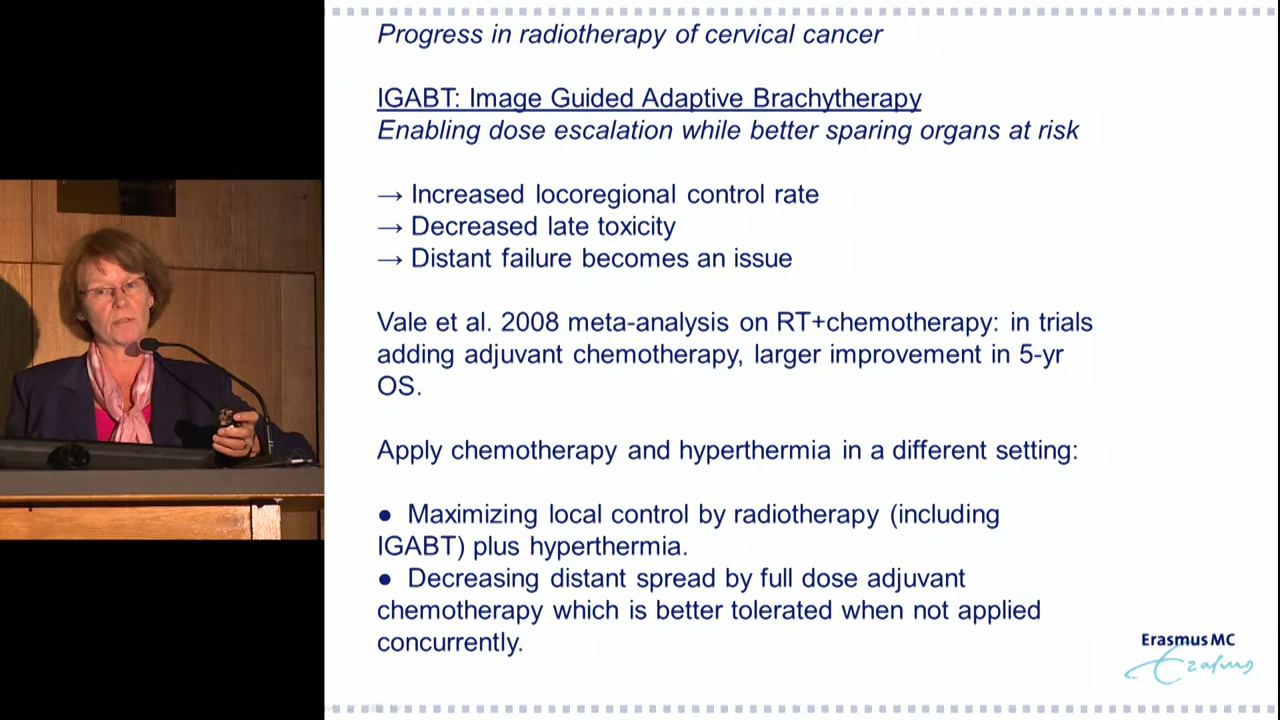 Progress in radiotherapy of cervical cancer
IGABT: Image Guided Adaptive Brachytherapy
Enabling dose escalation while better sparing organs at risk
→ Increased locoregional control rate
→ Decreased late toxicity
→ Distant failure becomes an issue
Vale et al. 2008 meta-analysis on RT+chemotherapy: in trials
adding adjuvant chemotherapy, larger improvement in 5-yr
OS.
Apply chemotherapy and hyperthermia in a different setting:
● Maximizing local control by radiotherapy (including
IGABT) plus hyperthermia.
● Decreasing distant spread by full dose adjuvant
chemotherapy which is better tolerated when not applied
concurrently.
Erasmus MC
Erasmus